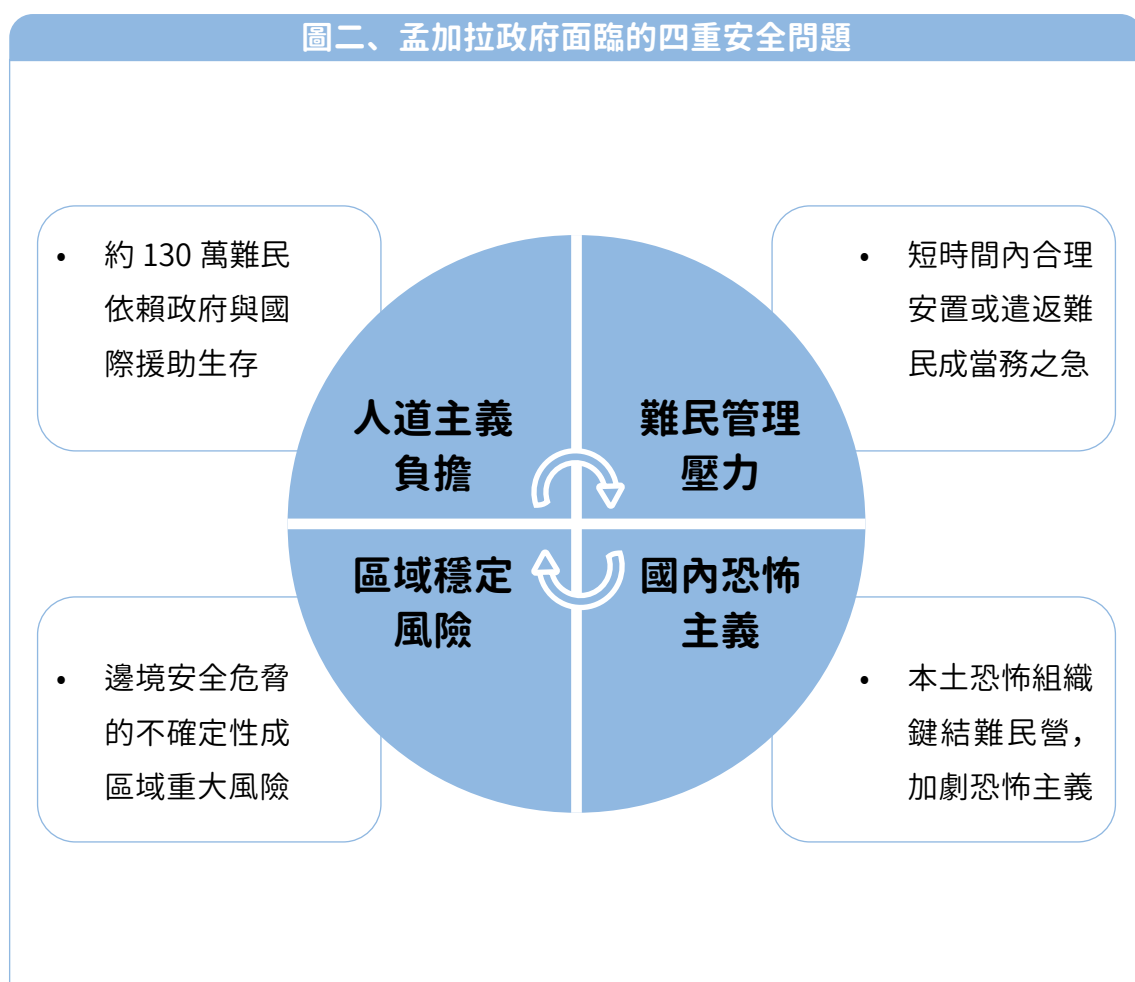 圖二、孟加拉政府面臨的四重安全問題
• 約 130 萬難民
依賴政府與國
際援助生存
• 短時間內合理
安置或遣返難
民成當務之急
人道主義
負擔
難民管理
壓力
區域穩定
風險
國內恐怖
主義
• 邊境安全危脅
的不確定性成
區域重大風險
• 本土恐怖組織
鍵結難民營，
加劇恐怖主義